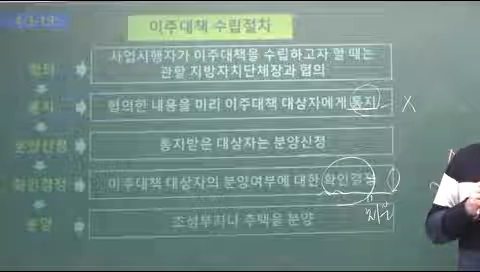 이주대책 수립절차
협의
사업시행자가 이주대책을 수립하고자 할 때는
관할 지방자치단체장과 협의
통지
협의한 내용을 미리 이주대책 대상자에게 통지 X
분양신청
통지받은 대상자는 분양신청
확인결정
이주대책 대상자의 분양여부에 대한 확인결정
처분
분양
조성부지나 주택을 분양